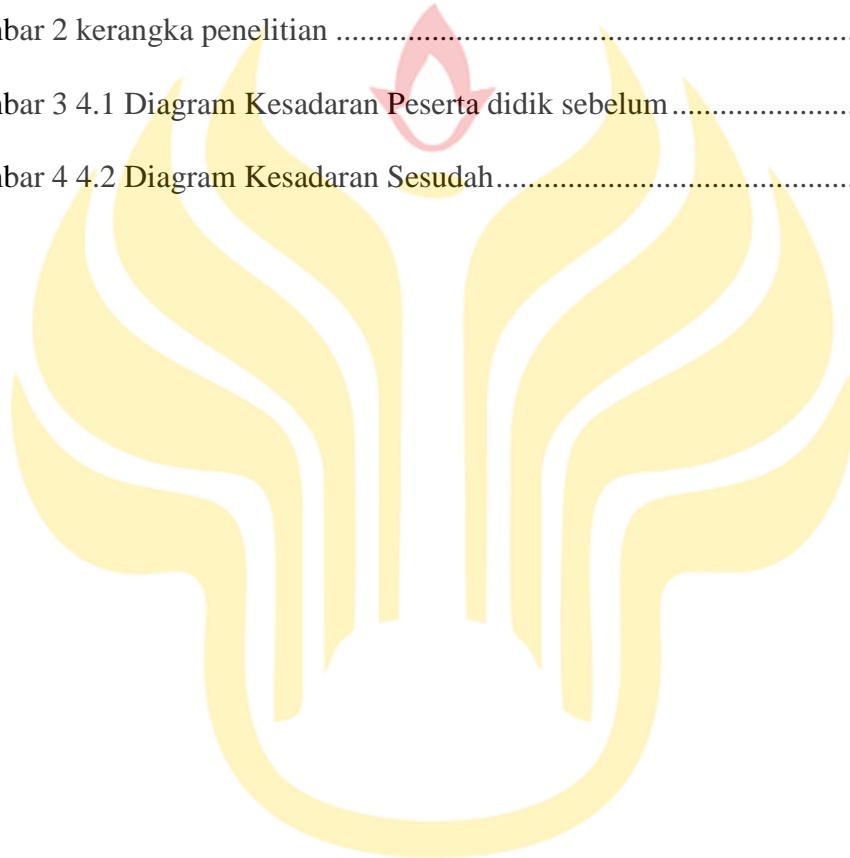 bar 2 kerangka penelitian ........................................................................................
bar 3 4.1 Diagram Kesadaran Peserta didik sebelum ..............................
bar 4 4.2 Diagram Kesadaran Sesudah............................................................